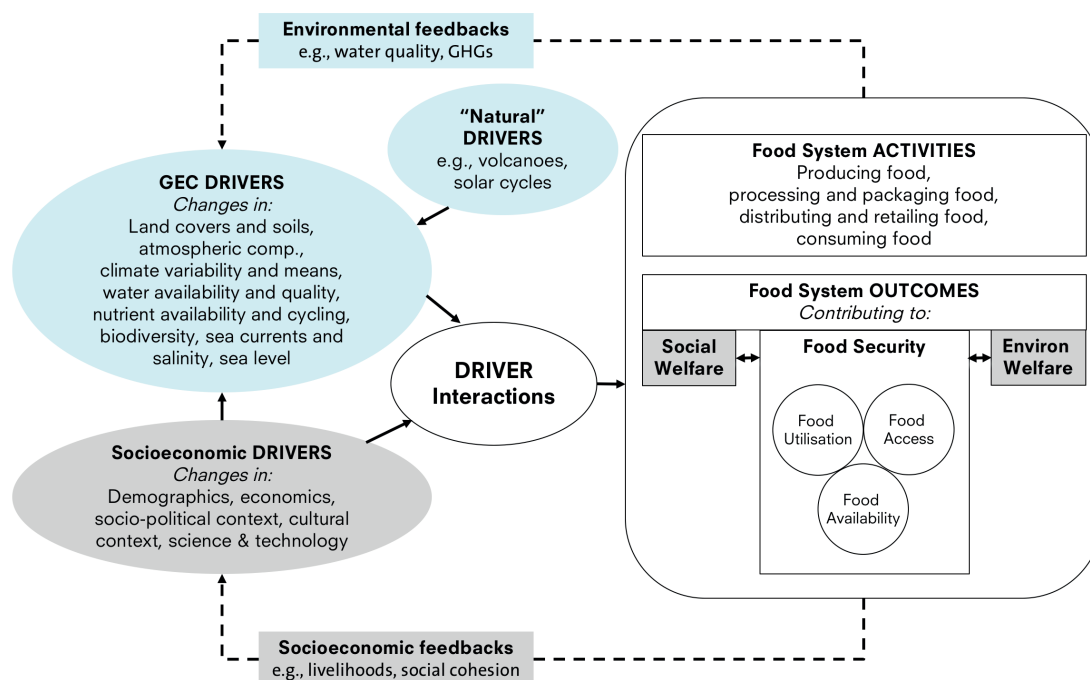 Environmental feedbacks
e.g., water quality, GHGs
“Natural”
DRIVERS
e.g., volcanoes,
solar cycles
GEC DRIVERS
Changes in:
Land covers and soils,
atmospheric comp.,
climate variability and means,
water availability and quality,
nutrient availability and cycling,
biodiversity, sea currents and
salinity, sea level
DRIVER
Interactions
Socioeconomic DRIVERS
Changes in:
Demographics, economics,
socio-political context, cultural
context, science & technology
Food System ACTIVITIES
Producing food,
processing and packaging food,
distributing and retailing food,
consuming food
Food System OUTCOMES
Contributing to:
Social
Welfare
Food Security
Environ
Welfare
Food
Utilisation
Food
Access
Food
Availability
Socioeconomic feedbacks
e.g., livelihoods, social cohesion